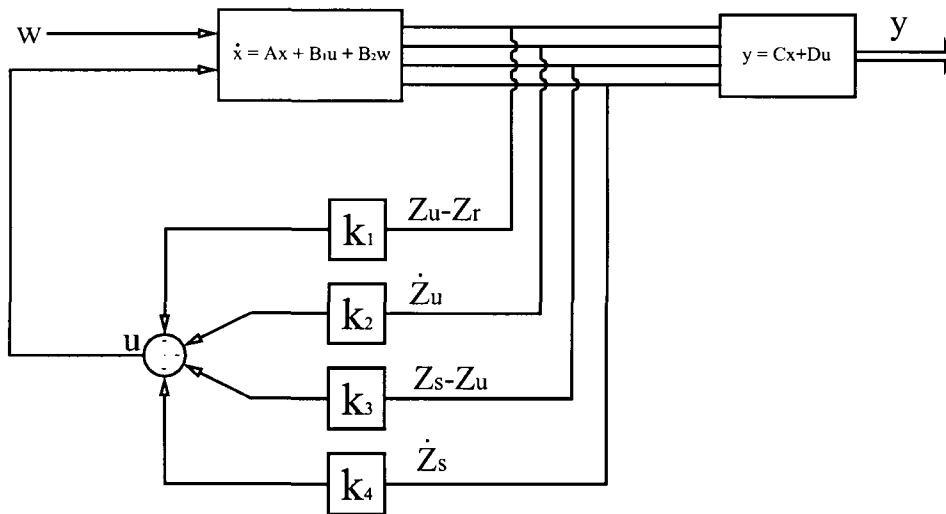 w
ẋ = Ax + B₁u + B₂w
y = Cx+Du
y
k₁
Zu-Zr
k₂
Żu
u
k₃
Zs-Zu
k₄
Żs